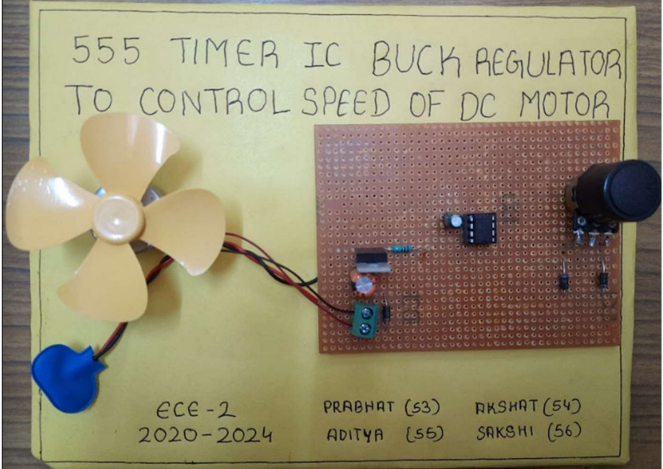 555 TIMER IC BUCK REGULATOR
TO CONTROL SPEED OF DC MOTOR
ECE-2 PRABHAT (53) AKSHAT (54)
2020-2024 ADITYA (55) SAKSHI (56)